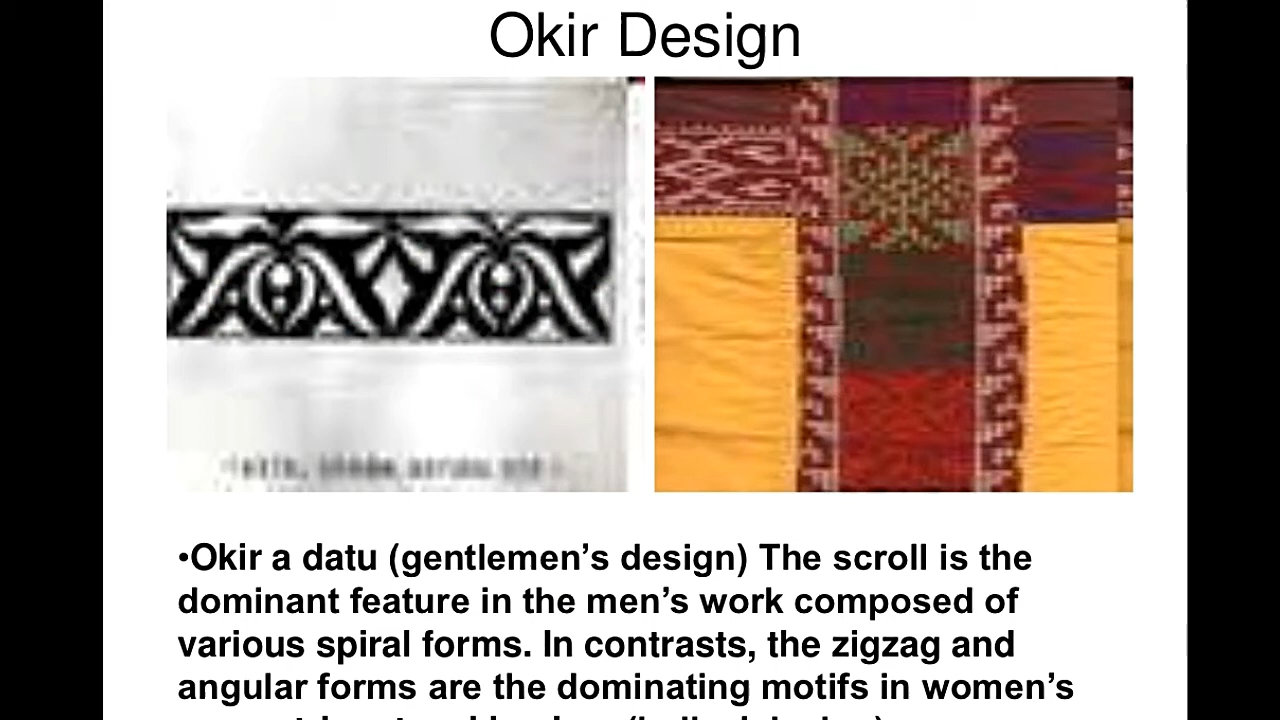 Okir Design
•Okir a datu (gentlemen’s design) The scroll is the
dominant feature in the men’s work composed of
various spiral forms. In contrasts, the zigzag and
angular forms are the dominating motifs in women’s